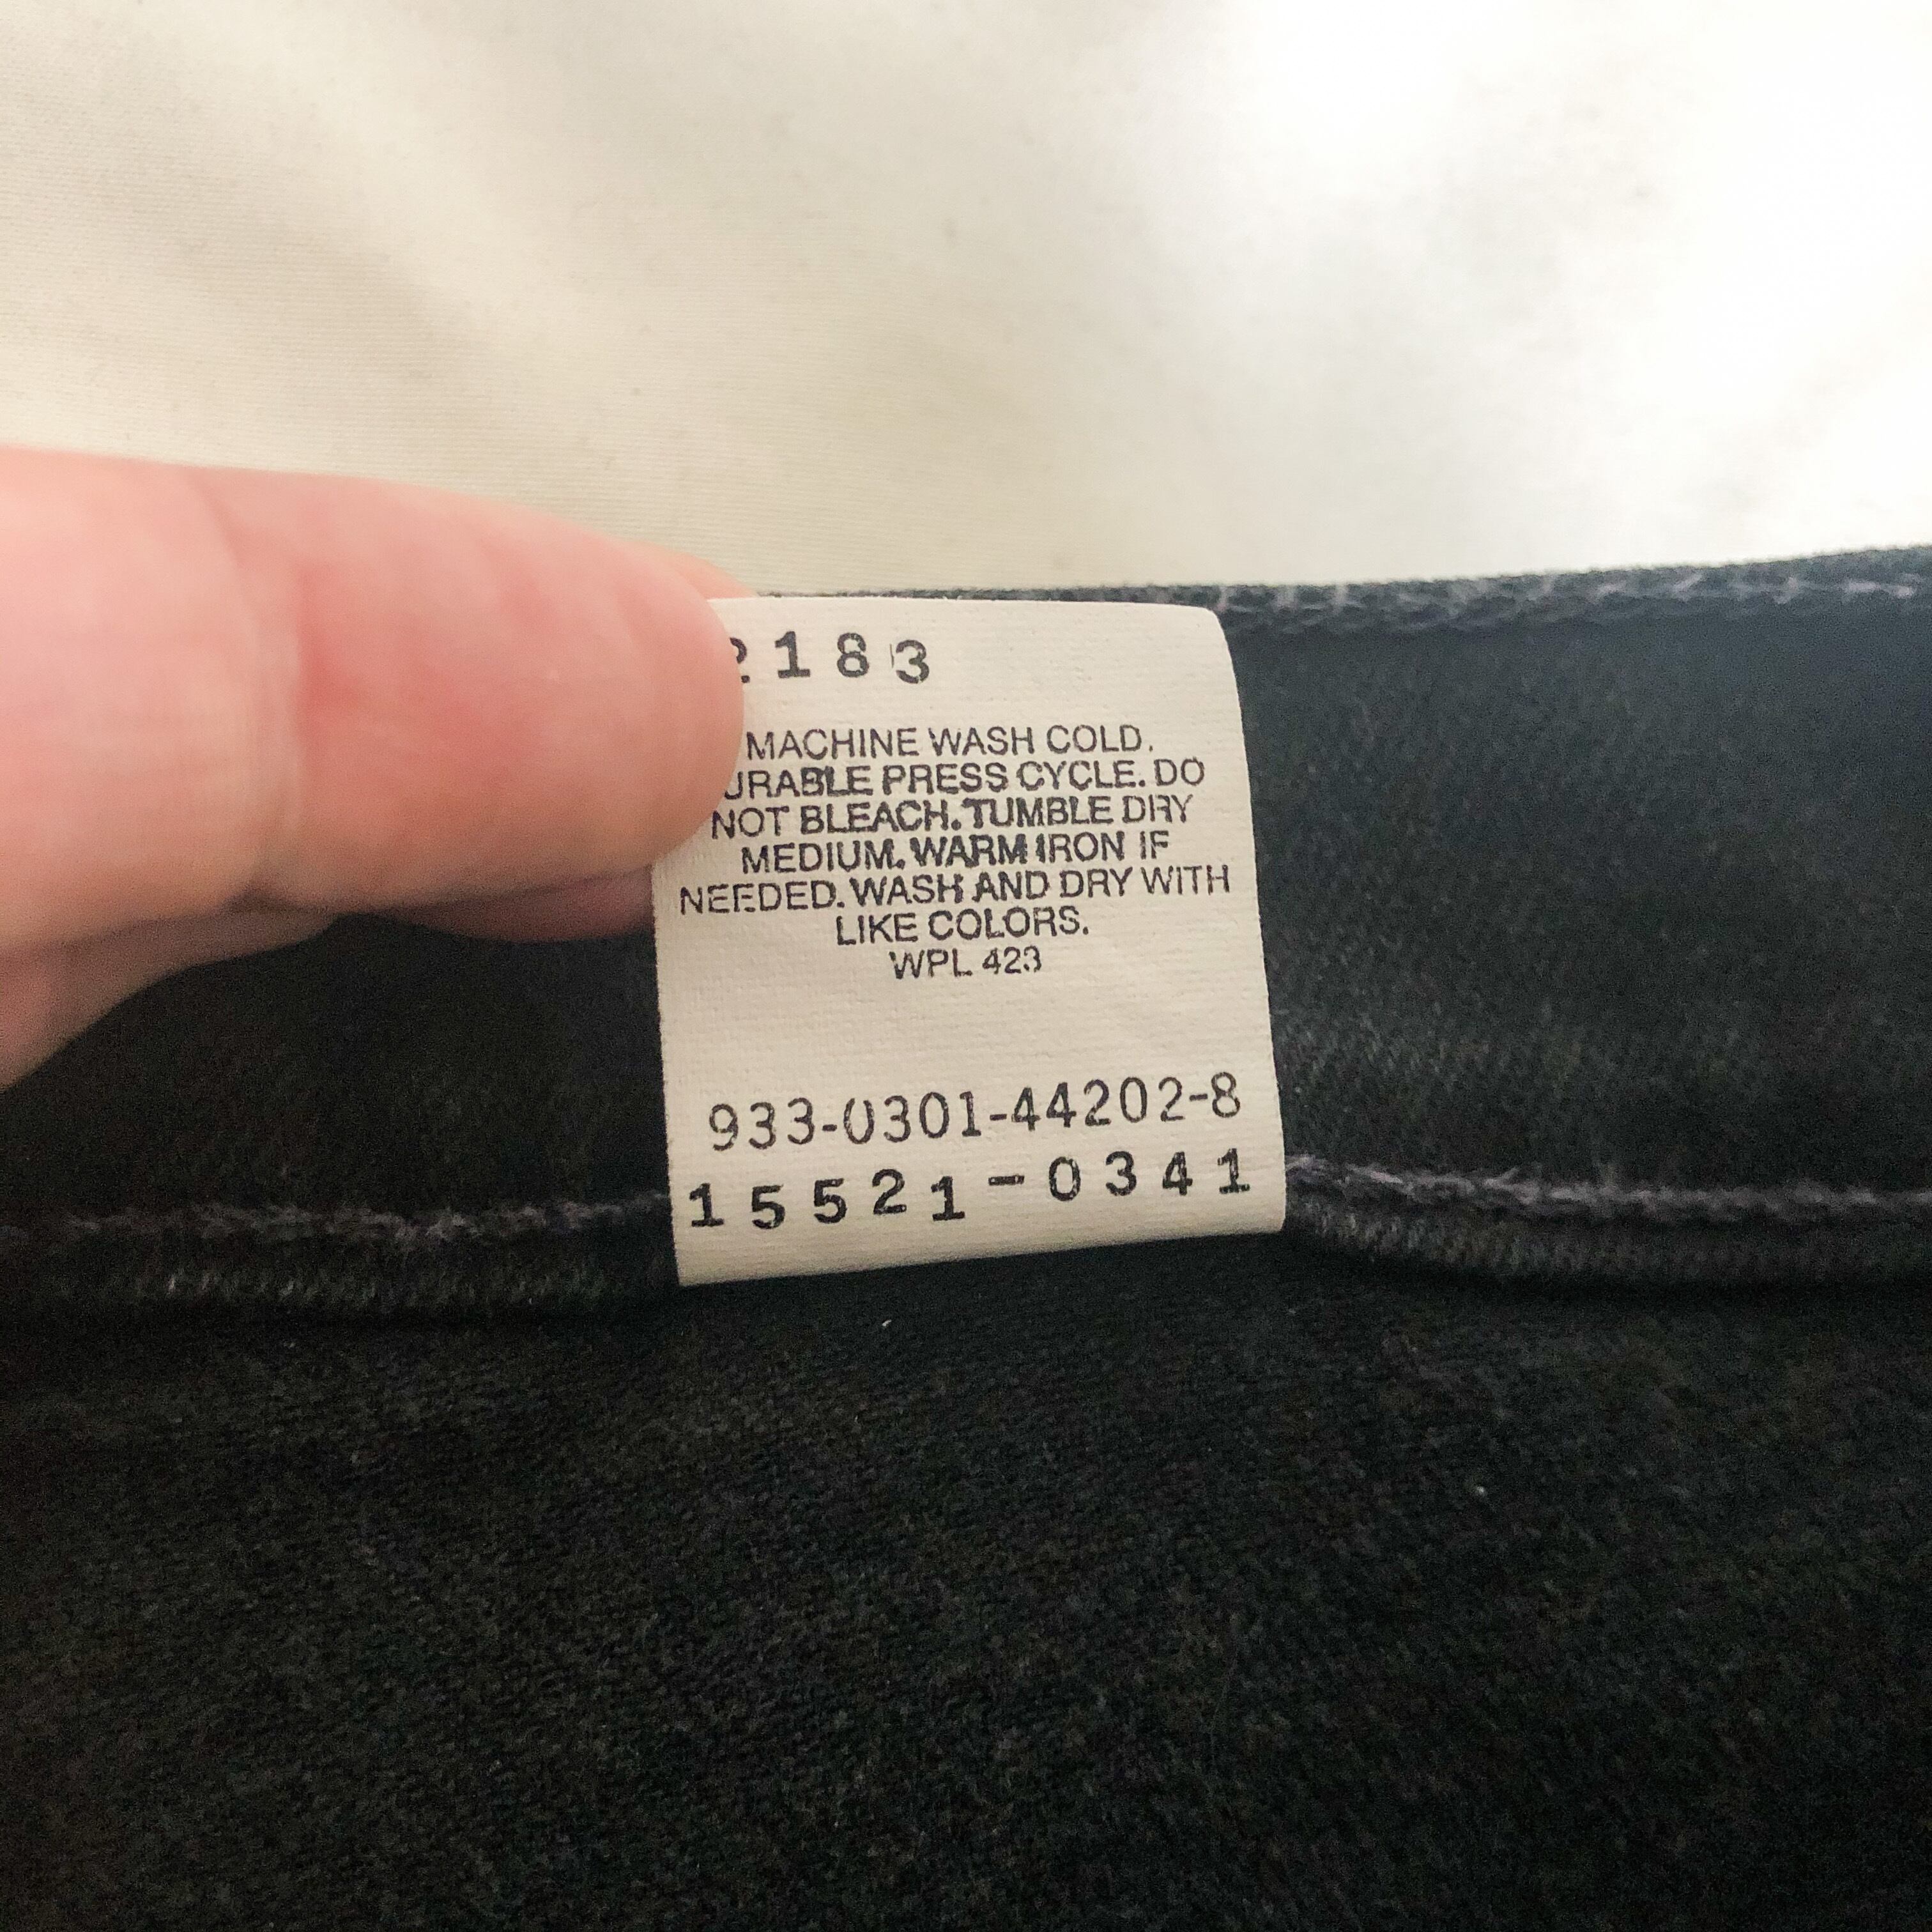 2183
MACHINE WASH COLD.
URABLE PRESS CYCLE. DO
NOT BLEACH. TUMBLE DRY
MEDIUM. WARM IRON IF
NEEDED. WASH AND DRY WITH
LIKE COLORS.
WPL 423
933-0301-44202-8
15521-0341